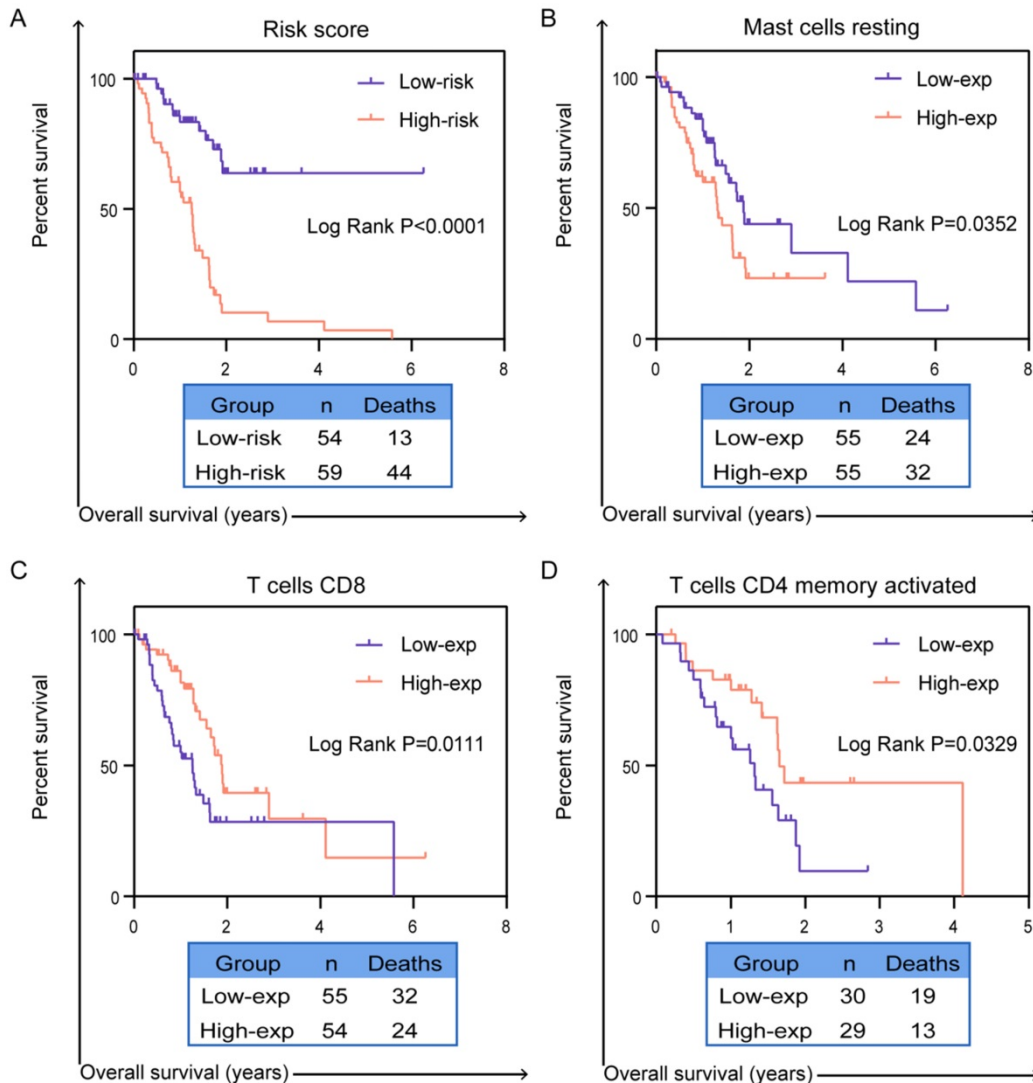 A
Risk score
Percent survival
100
50
0
Low-risk
High-risk
Log Rank P<0.0001
0 2 4 6 8
Group n Deaths
Low-risk 54 13
High-risk 59 44
Overall survival (years)
B
Mast cells resting
Percent survival
100
50
0
Low-exp
High-exp
Log Rank P=0.0352
0 2 4 6 8
Group n Deaths
Low-exp 55 24
High-exp 55 32
Overall survival (years)
C
T cells CD8
Percent survival
100
50
0
Low-exp
High-exp
Log Rank P=0.0111
0 2 4 6 8
Group n Deaths
Low-exp 55 32
High-exp 54 24
Overall survival (years)
D
T cells CD4 memory activated
Percent survival
100
50
0
Low-exp
High-exp
Log Rank P=0.0329
0 1 2 3 4 5
Group n Deaths
Low-exp 30 19
High-exp 29 13
Overall survival (years)